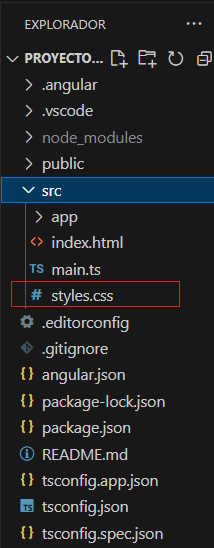 EXPLORADOR
PROYECTO...
.angular
.vscode
node_modules
public
src
app
index.html
TS main.ts
# styles.css
.editorconfig
.gitignore
{} angular.json
{} package-lock.json
{} package.json
README.md
{} tsconfig.app.json
TS tsconfig.json
{} tsconfig.spec.json